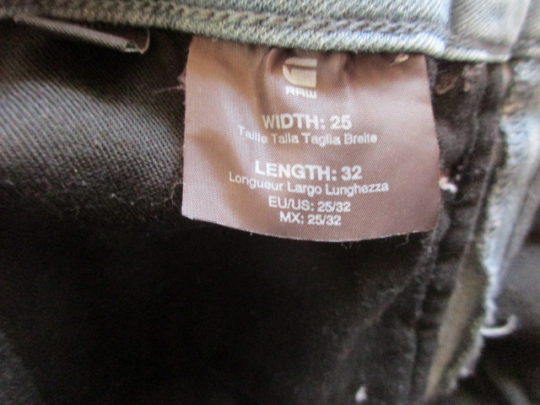 RAW
WIDTH: 25
Taille Talla Taglia Breite
LENGTH: 32
Longueur Largo Lunghezza
EU/US: 25/32
MX: 25/32